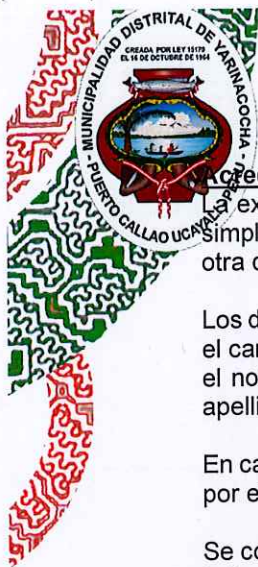 MUNICIPALIDAD DISTRITAL DE YARINACOCHA
CREADA POR LEY 15170
EL 16 DE OCTUBRE DE 1964
- PUERTO CALLAO UCAYALI - PERU -
Acred
ex
simpl
otra c
Los d
el car
el no
apelli
En ca
por e
Se co